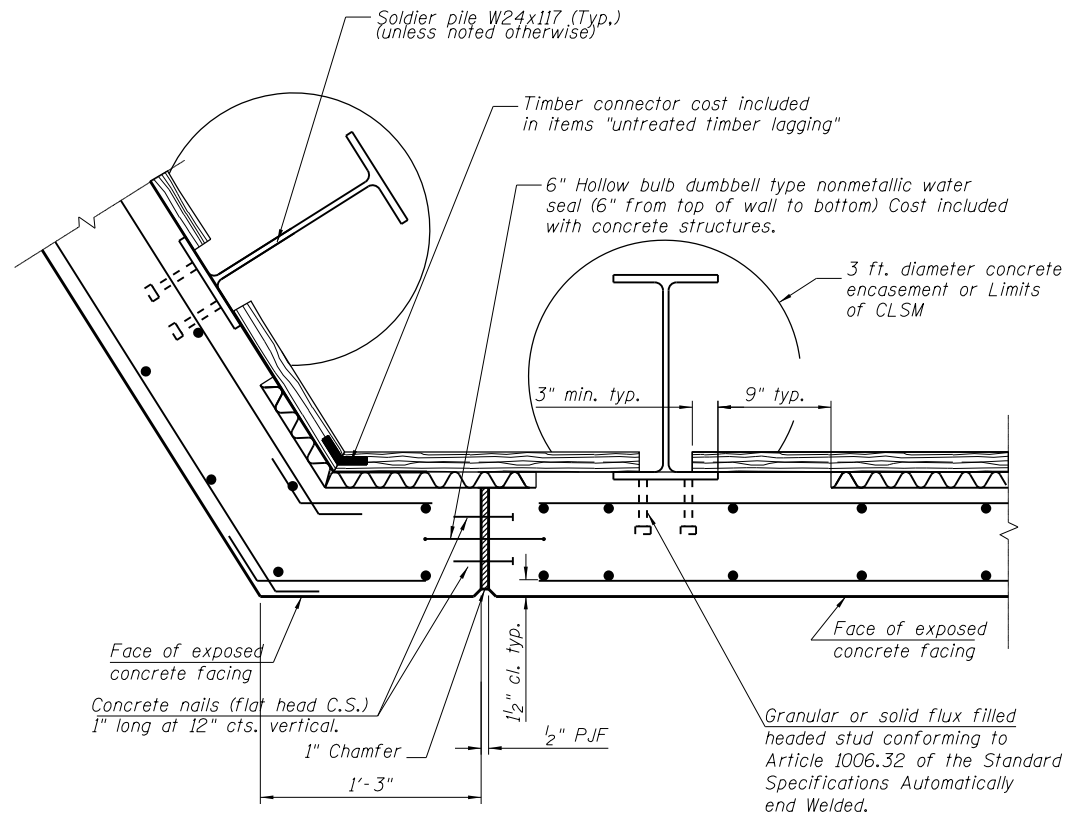 Soldier pile W24x117 (Typ,)
(unless noted otherwise)
Timber connector cost included
in items "untreated timber lagging"
6" Hollow bulb dumbbell type nonmetallic water
seal (6" from top of wall to bottom) Cost included
with concrete structures.
3 ft. diameter concrete
encasement or Limits
of CLSM
3" min. typ.
9" typ.
Face of exposed
concrete facing
Face of exposed
concrete facing
1½" cl. typ.
Concrete nails (flat head C.S.)
1" long at 12" cts. vertical.
1" Chamfer
½" PJF
1'-3"
Granular or solid flux filled
headed stud conforming to
Article 1006.32 of the Standard
Specifications Automatically
end Welded.